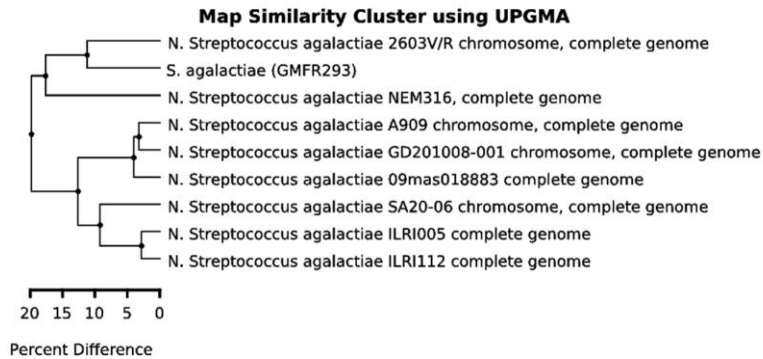 Map Similarity Cluster using UPGMA
N. Streptococcus agalactiae 2603V/R chromosome, complete genome
S. agalactiae (GMFR293)
N. Streptococcus agalactiae NEM316, complete genome
N. Streptococcus agalactiae A909 chromosome, complete genome
N. Streptococcus agalactiae GD201008-001 chromosome, complete genome
N. Streptococcus agalactiae 09mas018883 complete genome
N. Streptococcus agalactiae SA20-06 chromosome, complete genome
N. Streptococcus agalactiae ILRI005 complete genome
N. Streptococcus agalactiae ILRI112 complete genome
20 15 10 5 0
Percent Difference